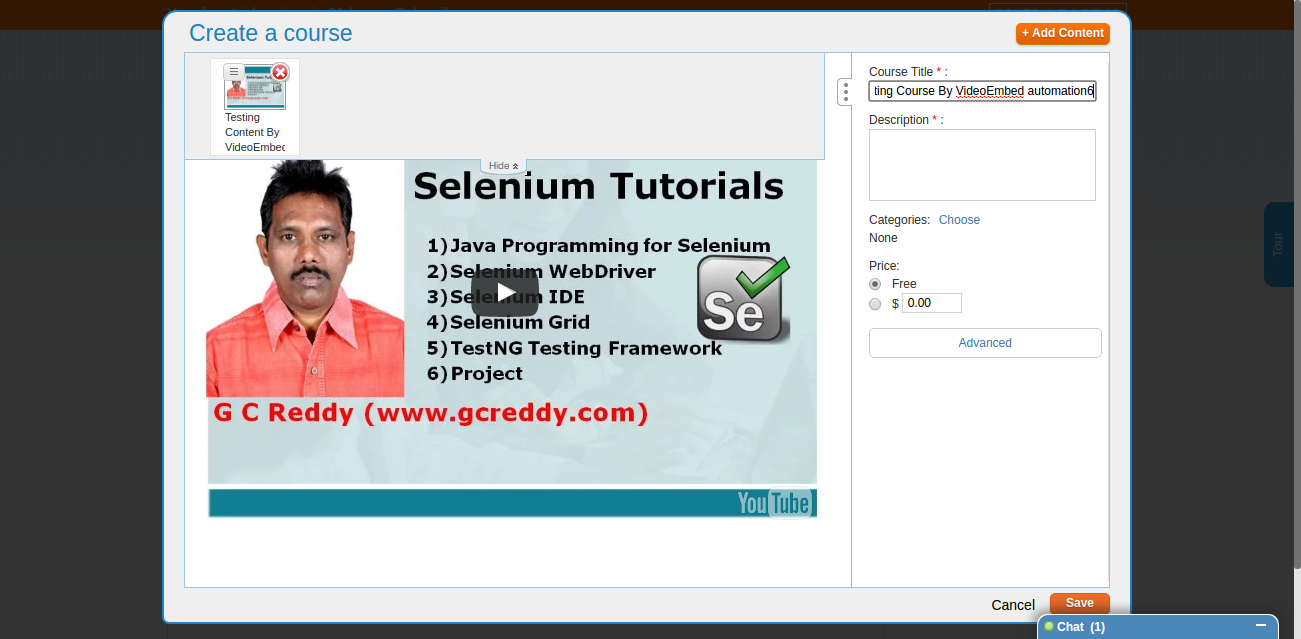 Create a course
+ Add Content
Testing
Content By
VideoEmbec
Hide
Selenium Tutorials
1)Java Programming for Selenium
2)Selenium WebDriver
3)Selenium IDE
4)Selenium Grid
5)TestNG Testing Framework
6)Project
Se
G C Reddy (www.gcreddy.com)
YouTube
Course Title * :
ting Course By VideoEmbed automation6
Description * :
Categories: Choose
None
Price:
Free
$ 0.00
Advanced
Tour
Cancel
Save
Chat (1)